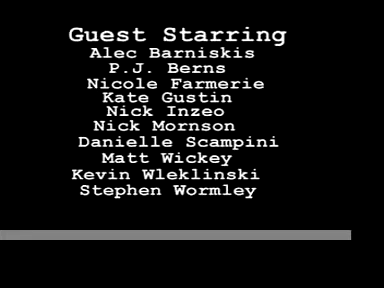 Guest Starring
Alec Barniskis
P.J. Berns
Nicole Farmerie
Kate Gustin
Nick Inzeo
Nick Mornson
Danielle Scampini
Matt Wickey
Kevin Wleklinski
Stephen Wormley